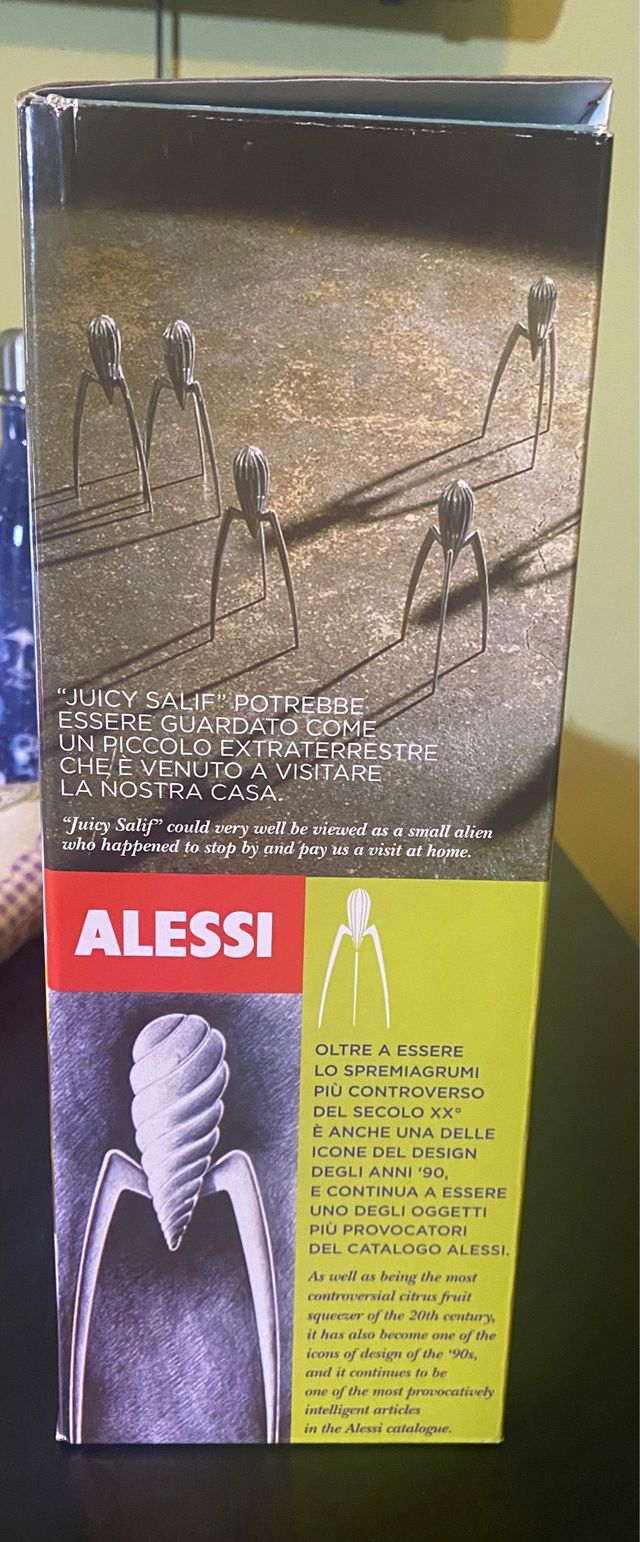 “JUICY SALIF” POTREBBE
ESSERE GUARDATO COME
UN PICCOLO EXTRATERRESTRE
CHE È VENUTO A VISITARE
LA NOSTRA CASA.
“Juicy Salif” could very well be viewed as a small alien
who happened to stop by and pay us a visit at home.
ALESSI
OLTRE A ESSERE
LO SPREMIAGRUMI
PIÙ CONTROVERSO
DEL SECOLO XX°
È ANCHE UNA DELLE
ICONE DEL DESIGN
DEGLI ANNI ‘90,
E CONTINUA A ESSERE
UNO DEGLI OGGETTI
PIÙ PROVOCATORI
DEL CATALOGO ALESSI.
As well as being the most
controversial citrus fruit
squeezer of the 20th century,
it has also become one of the
icons of design of the ‘90s,
and it continues to be
one of the most provocatively
intelligent articles
in the Alessi catalogue.